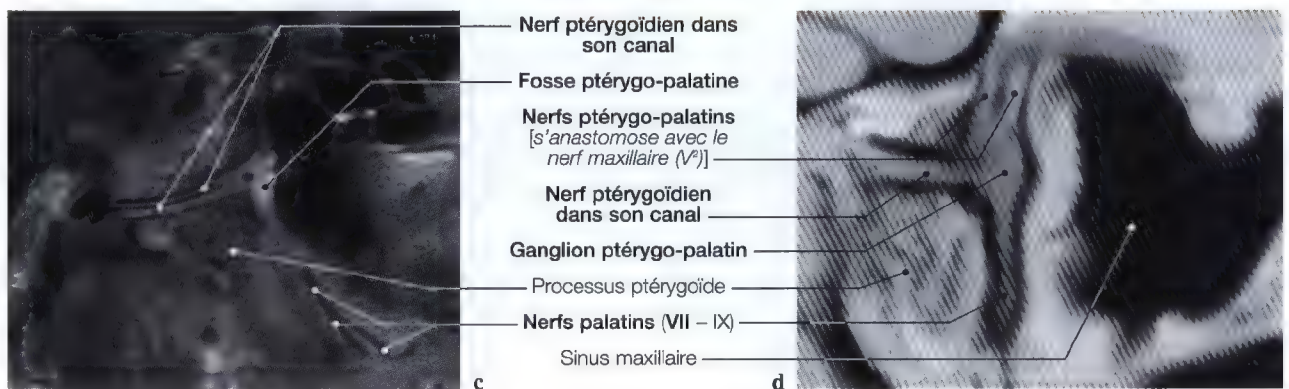 Nerf ptérygoïdien dans
son canal
Fosse ptérygo-palatine
Nerfs ptérygo-palatins
[s'anastomose avec le
nerf maxillaire (V²)]
Nerf ptérygoïdien
dans son canal
Ganglion ptérygo-palatin
Processus ptérygoïde
Nerfs palatins (VII – IX)
Sinus maxillaire
c
d